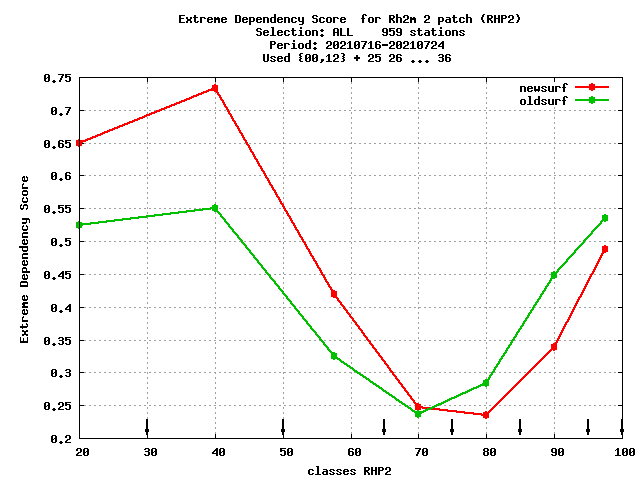 Extreme Dependency Score  for Rh2m 2 patch (RHP2)
Selection: ALL    959 stations
Period: 20210716-20210724
Used {00,12} + 25 26 ... 36
newsurf
oldsurf
Extreme Dependency Score
0.75
0.7
0.65
0.6
0.55
0.5
0.45
0.4
0.35
0.3
0.25
0.2
20 30 40 50 60 70 80 90 100
classes RHP2